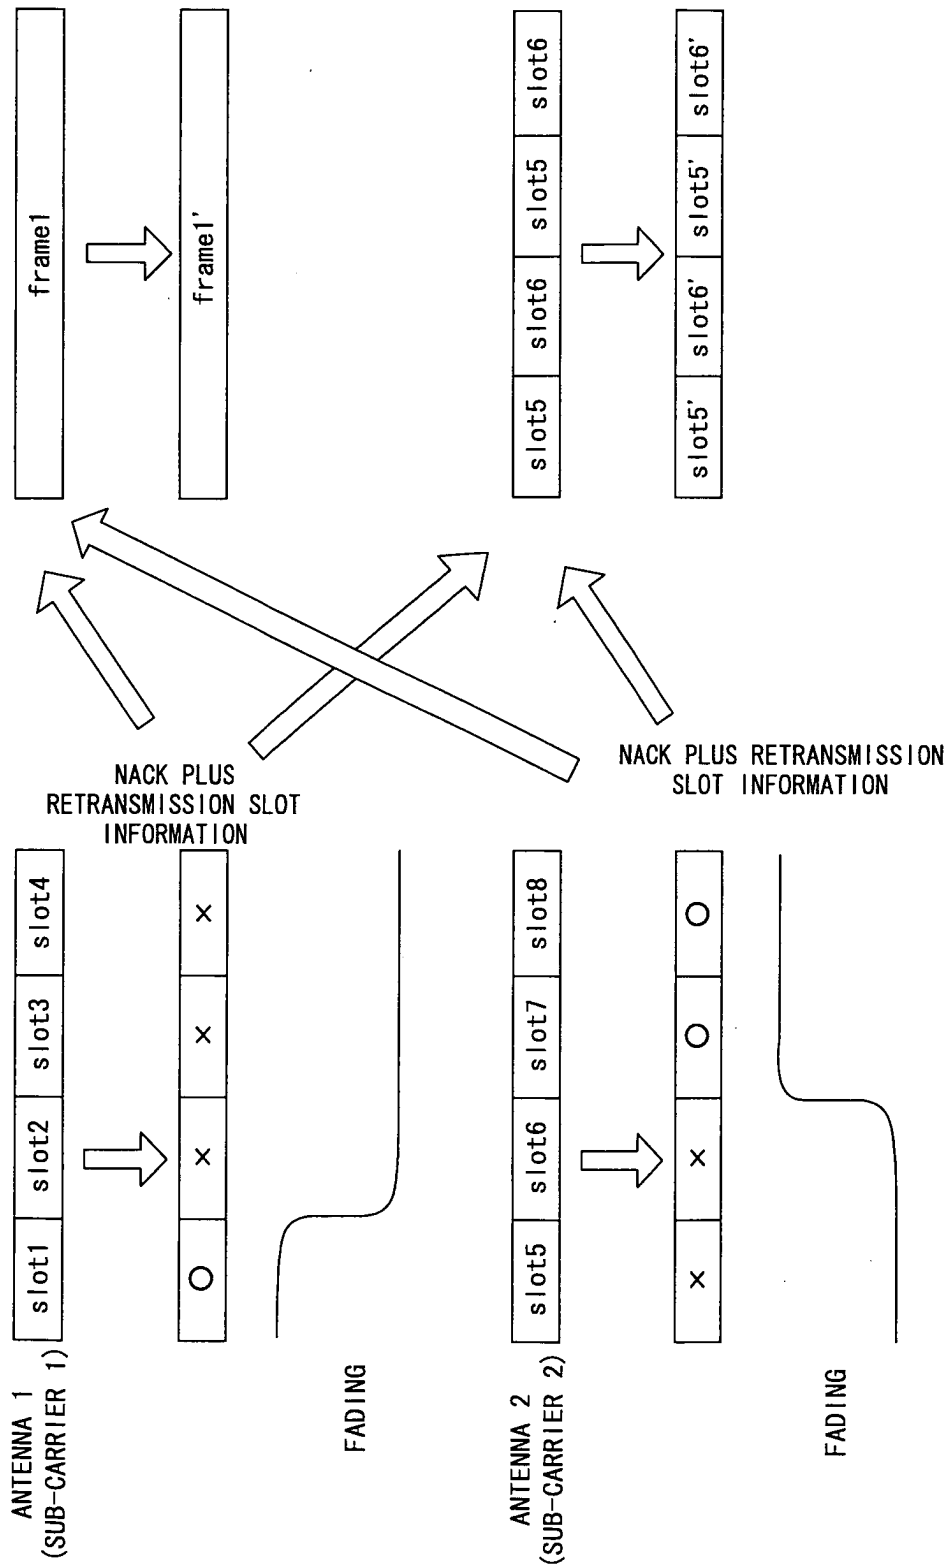 ANTENNA 1
(SUB-CARRIER 1)
slot1 slot2 slot3 slot4
○ × × ×
FADING
NACK PLUS
RETRANSMISSION SLOT
INFORMATION
frame1
frame1'
ANTENNA 2
(SUB-CARRIER 2)
slot5 slot6 slot7 slot8
× × ○ ○
FADING
NACK PLUS RETRANSMISSION
SLOT INFORMATION
slot5 slot6 slot5 slot6
slot5' slot6' slot5' slot6'